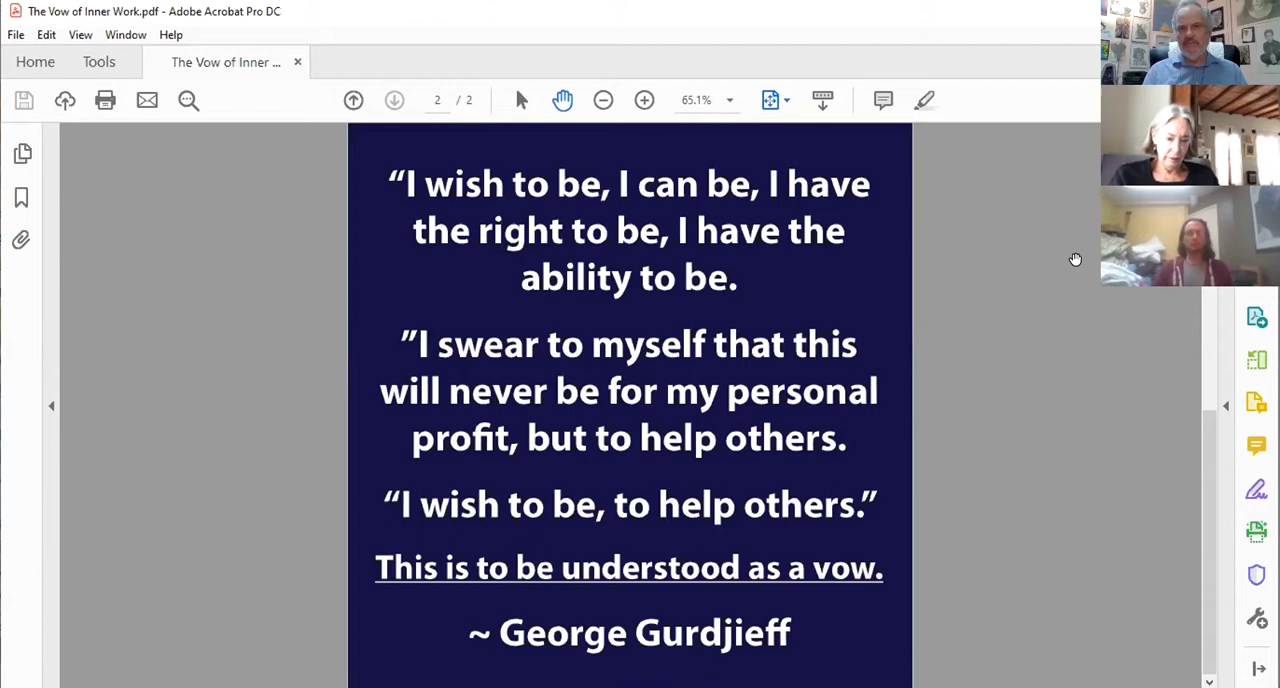 The Vow of Inner Work.pdf - Adobe Acrobat Pro DC
File Edit View Window Help
Home Tools The Vow of Inner ... ×
2 / 2 65.1%
“I wish to be, I can be, I have
the right to be, I have the
ability to be.
”I swear to myself that this
will never be for my personal
profit, but to help others.
“I wish to be, to help others.”
This is to be understood as a vow.
~ George Gurdjieff